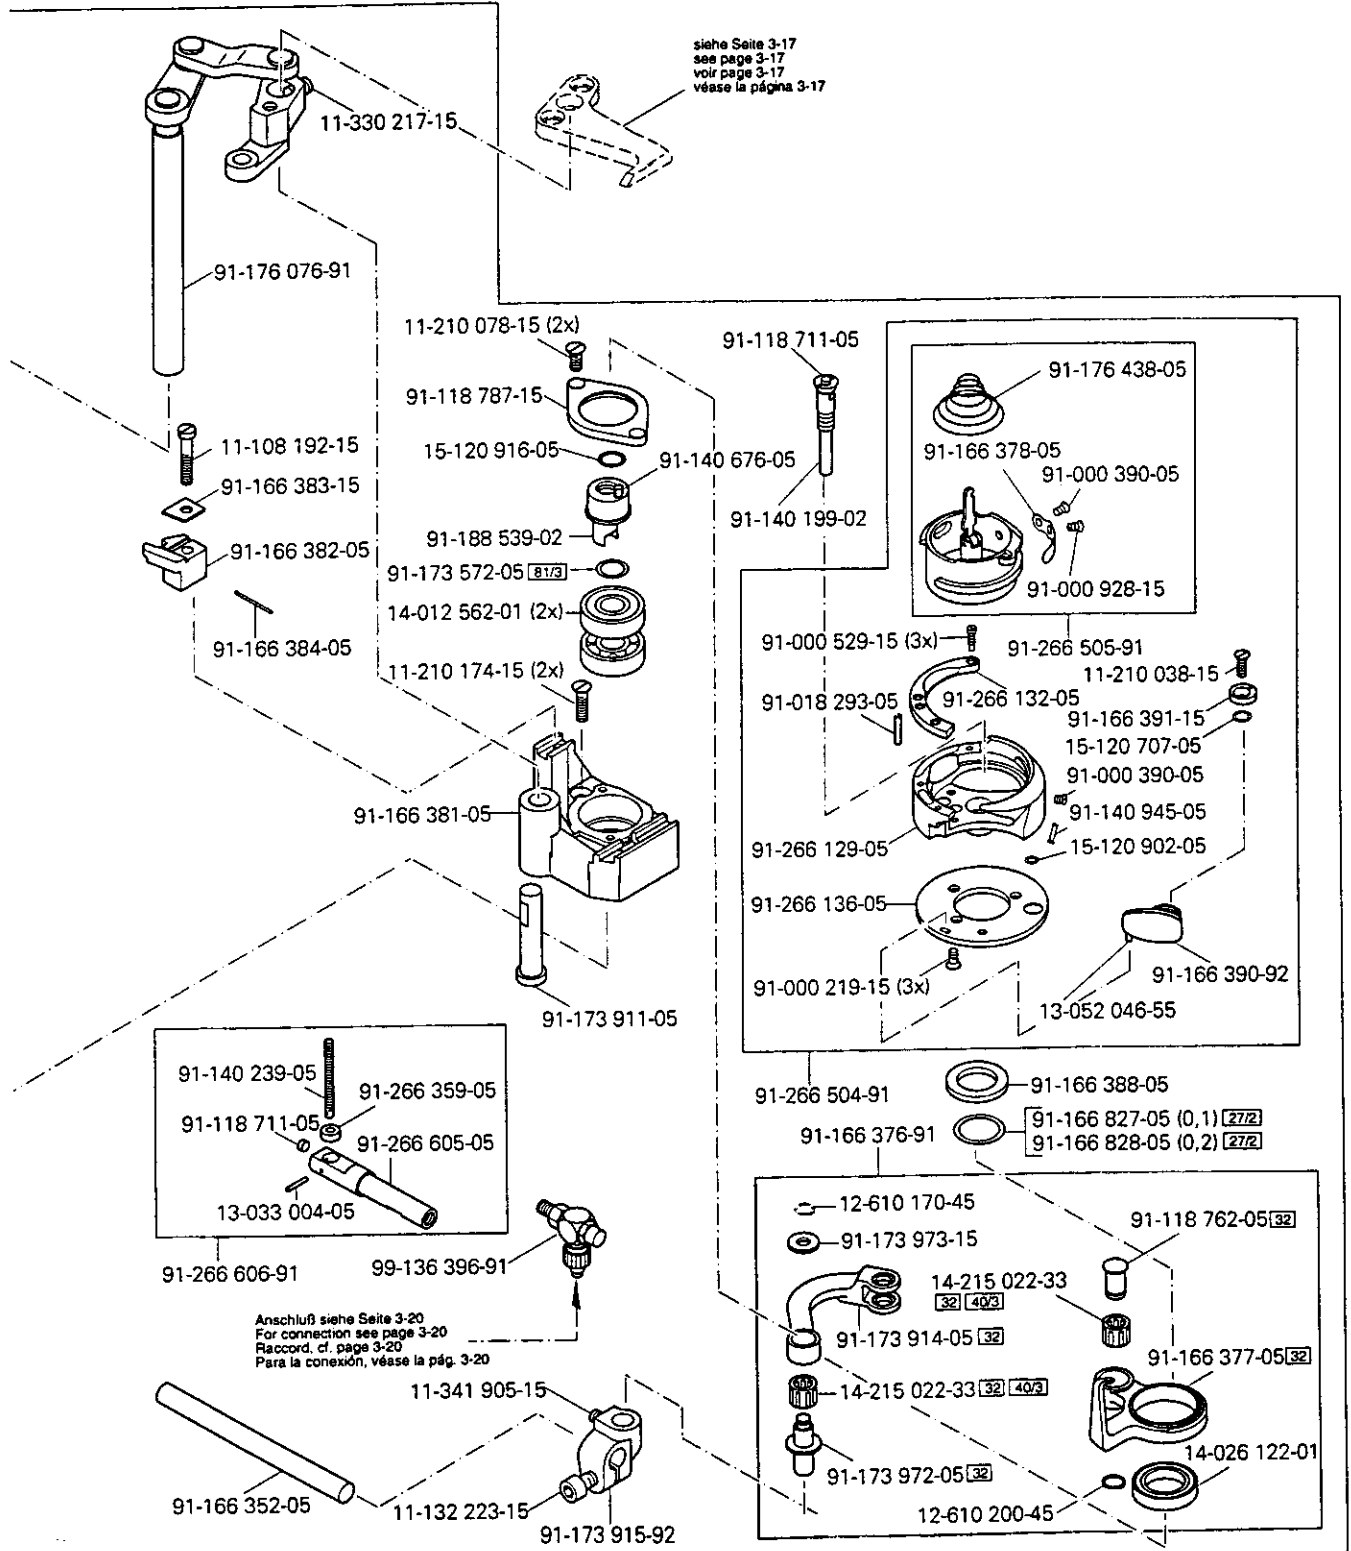 siehe Seite 3-17
see page 3-17
voir page 3-17
véase la página 3-17
11-330 217-15
91-176 076-91
11-210 078-15 (2x)
91-118 711-05
91-176 438-05
91-118 787-15
11-108 192-15
15-120 916-05
91-140 676-05
91-166 378-05
91-000 390-05
91-166 383-15
91-140 199-02
91-166 382-05
91-188 539-02
91-173 572-05 81/3
91-000 928-15
14-012 562-01 (2x)
91-166 384-05
91-000 529-15 (3x)
91-266 505-91
11-210 174-15 (2x)
11-210 038-15
91-018 293-05
91-266 132-05
91-166 391-15
15-120 707-05
91-000 390-05
91-166 381-05
91-140 945-05
91-266 129-05
15-120 902-05
91-266 136-05
91-166 390-92
91-000 219-15 (3x)
13-052 046-55
91-173 911-05
91-140 239-05
91-266 359-05
91-266 504-91
91-166 388-05
91-118 711-05
91-266 605-05
91-166 376-91
91-166 827-05 (0,1) 27/2
91-166 828-05 (0,2) 27/2
13-033 004-05
12-610 170-45
91-118 762-05 32
91-173 973-15
91-266 606-91
99-136 396-91
14-215 022-33
32 40/3
Anschluß siehe Seite 3-20
For connection see page 3-20
Raccord, cf. page 3-20
Para la conexión, véase la pág. 3-20
91-173 914-05 32
91-166 377-05 32
11-341 905-15
14-215 022-33 32 40/3
14-026 122-01
91-173 972-05 32
91-166 352-05
11-132 223-15
12-610 200-45
91-173 915-92